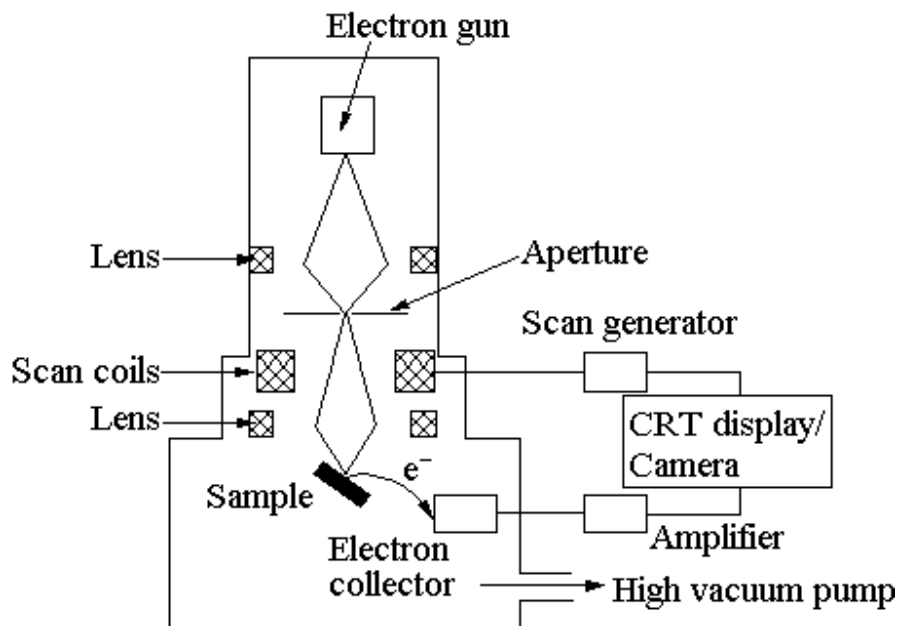 Electron gun
Lens
Aperture
Scan generator
Scan coils
Lens
CRT display/
Camera
e⁻
Sample
Amplifier
Electron
collector
High vacuum pump